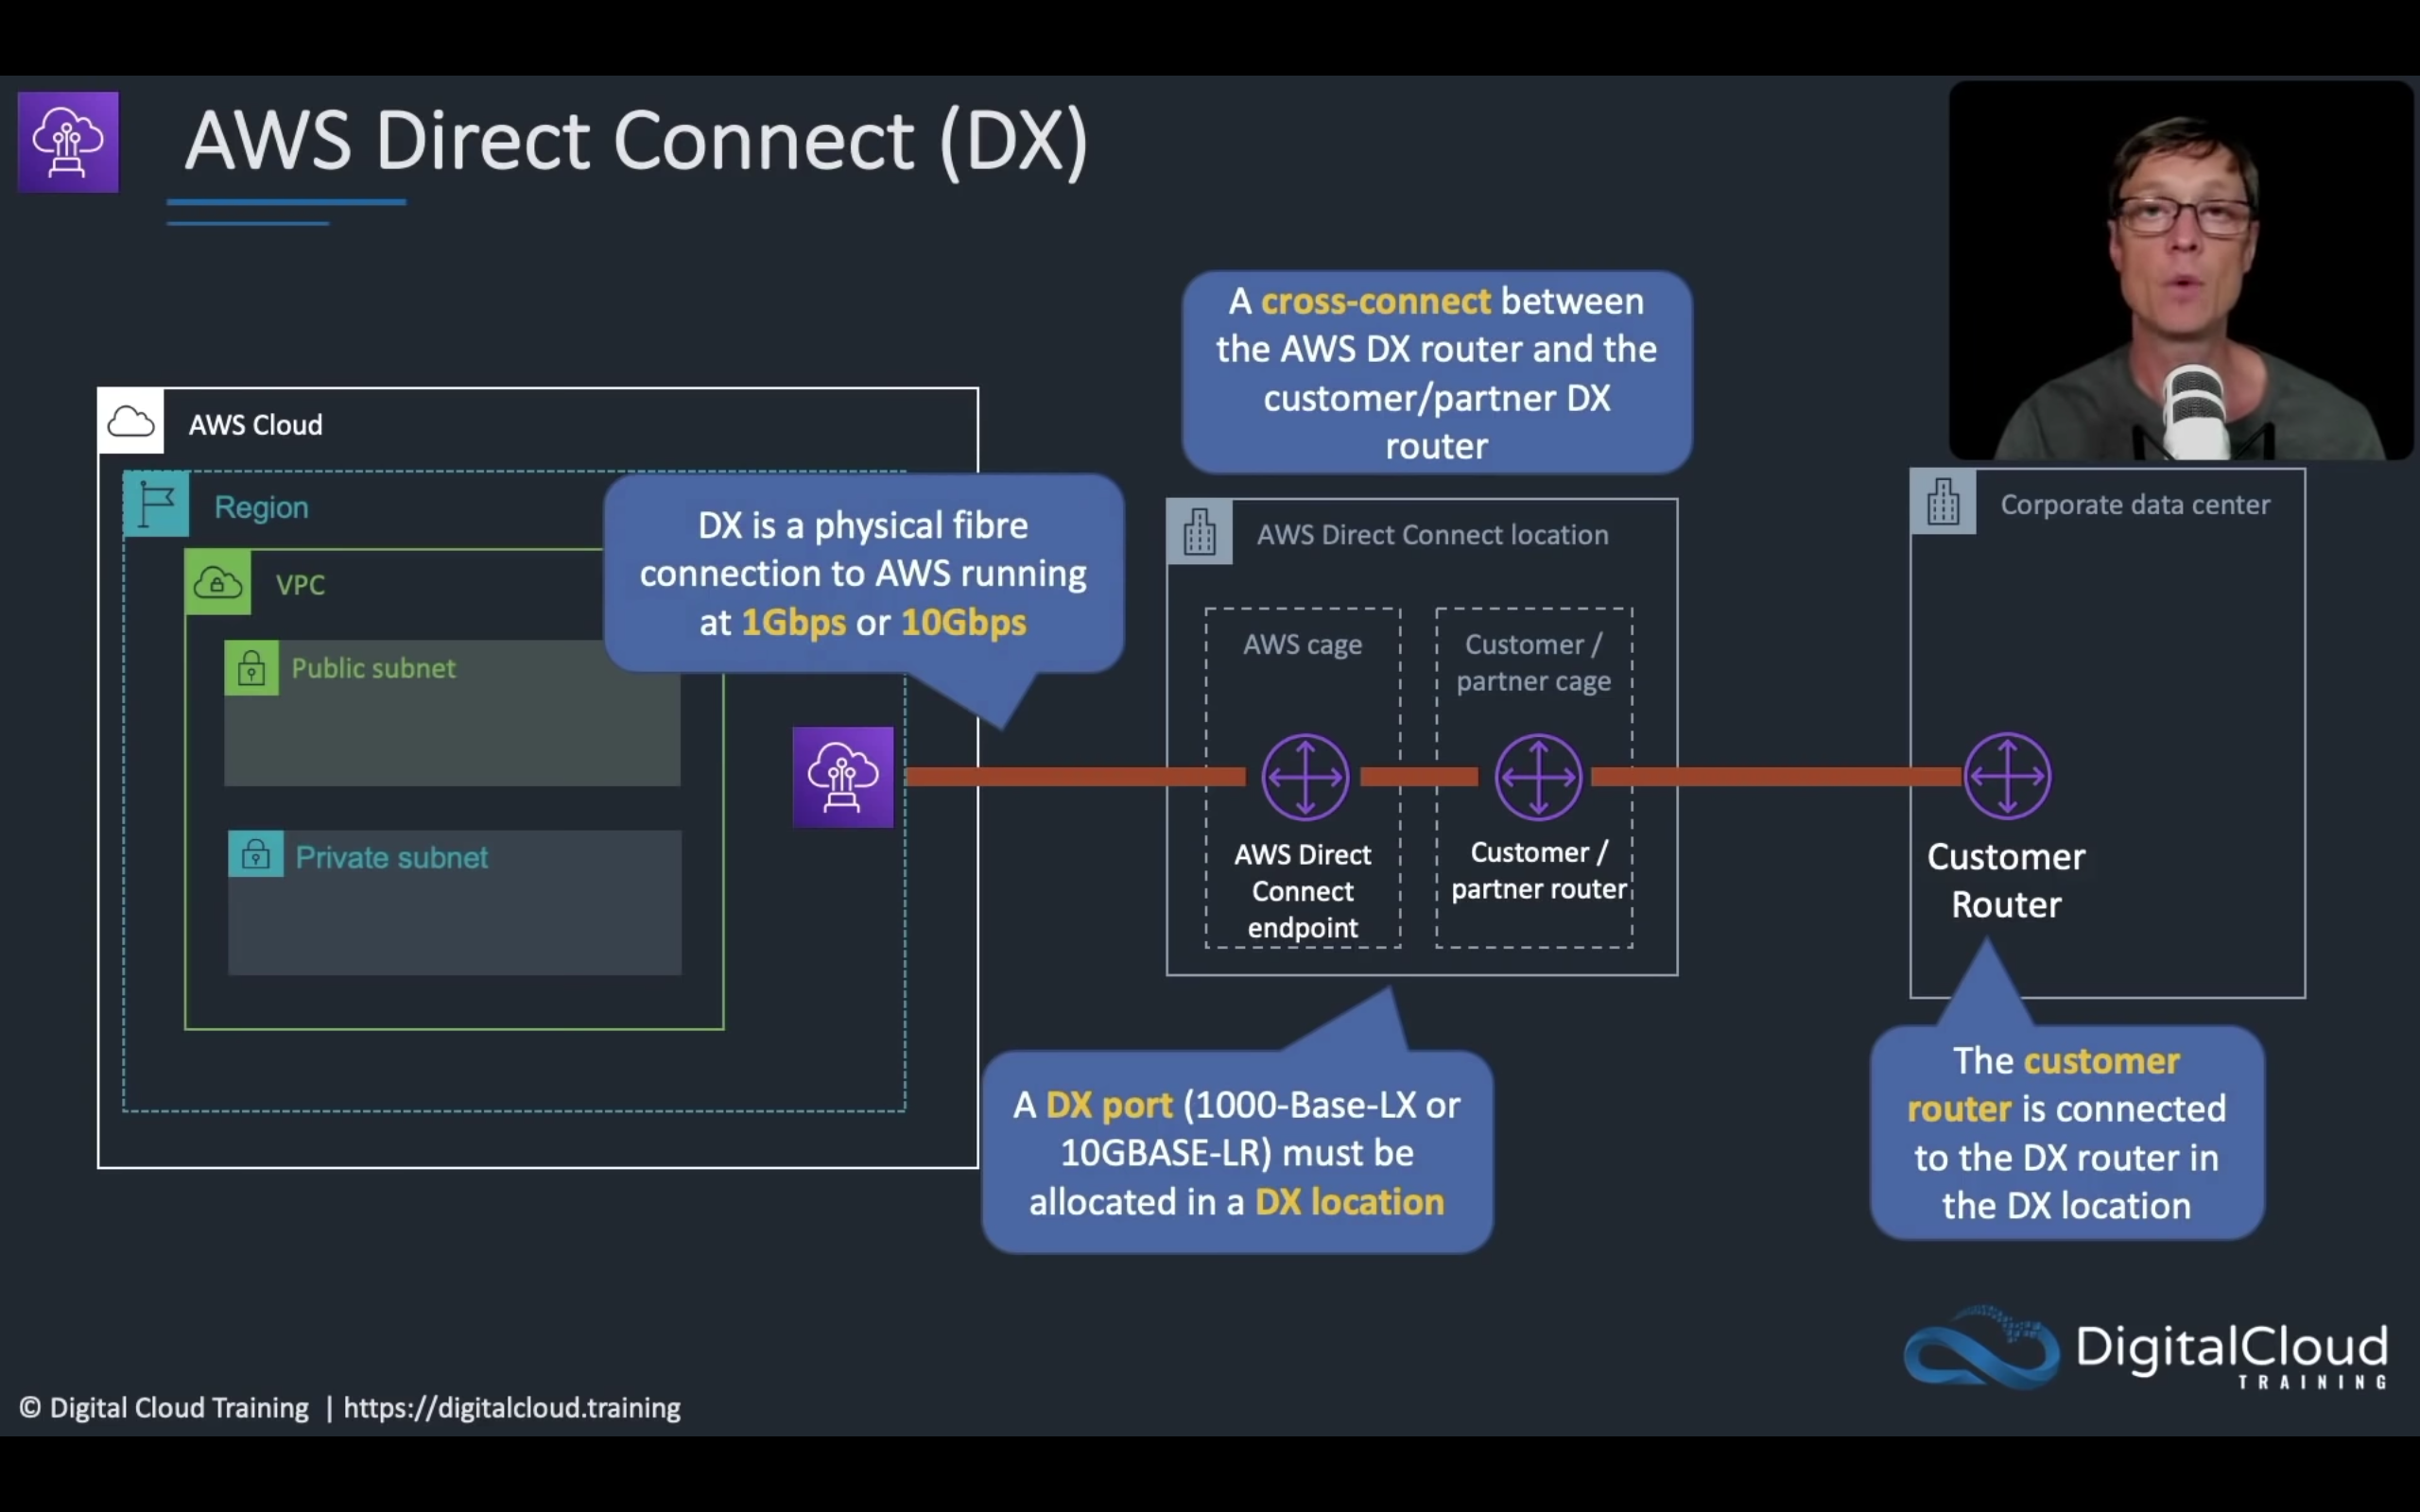 AWS Direct Connect (DX)
A cross-connect between
the AWS DX router and the
customer/partner DX
router
AWS Cloud
Region
DX is a physical fibre
connection to AWS running
at 1Gbps or 10Gbps
VPC
Public subnet
Private subnet
AWS Direct Connect location
AWS cage
Customer /
partner cage
AWS Direct
Connect
endpoint
Customer /
partner router
Corporate data center
Customer
Router
A DX port (1000-Base-LX or
10GBASE-LR) must be
allocated in a DX location
The customer
router is connected
to the DX router in
the DX location
DigitalCloud
TRAINING
© Digital Cloud Training | https://digitalcloud.training